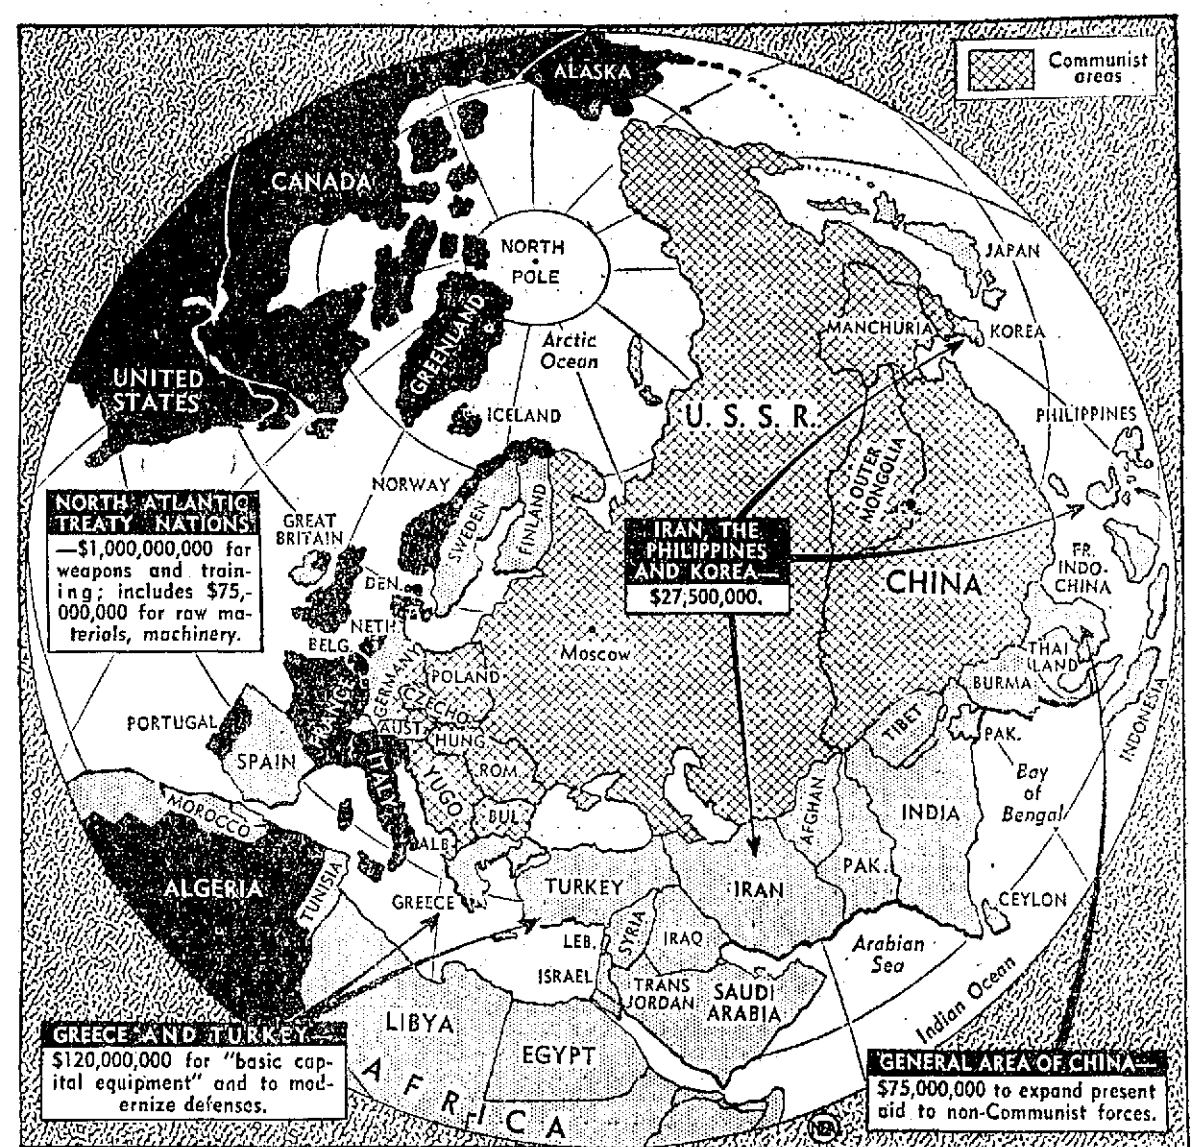 Communist
areas
ALASKA
CANADA
NORTH
POLE
JAPAN
GREENLAND
Arctic
Ocean
MANCHURIA
KOREA
UNITED
STATES
ICELAND
U.S.S.R.
PHILIPPINES
OUTER
MONGOLIA
NORWAY
SWEDEN
FINLAND
NORTH ATLANTIC
TREATY NATIONS
—$1,000,000,000 for
weapons and train-
ing; includes $75,-
000,000 for raw ma-
terials, machinery.
GREAT
BRITAIN
IRAN, THE
PHILIPPINES
AND KOREA—
$27,500,000.
CHINA
FR.
INDO-
CHINA
DEN.
NETH.
BELG.
GERMANY
POLAND
Moscow
THAI
LAND
BURMA
INDONESIA
FRANCE
CZECHO.
AUST.
HUNG.
TIBET
PAK.
PORTUGAL
SPAIN
ITALY
YUGO
ROM.
BUL
ALB.
AFGHAN
INDIA
Bay
of
Bengal
MOROCCO
ALGERIA
TUNISIA
GREECE
TURKEY
IRAN
PAK.
CEYLON
LEB.
SYRIA
IRAQ
Arabian
Sea
ISRAEL
TRANS
JORDAN
SAUDI
ARABIA
Indian Ocean
LIBYA
EGYPT
AFRICA
GREECE AND TURKEY—
$120,000,000 for "basic cap-
ital equipment" and to mod-
ernize defenses.
GENERAL AREA OF CHINA—
$75,000,000 to expand present
aid to non-Communist forces.
NEA